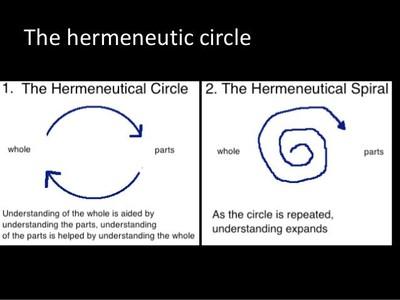 The hermeneutic circle
1. The Hermeneutical Circle
whole
parts
Understanding of the whole is aided by
understanding the parts, understanding
of the parts is helped by understanding the whole
2. The Hermeneutical Spiral
whole
parts
As the circle is repeated,
understanding expands